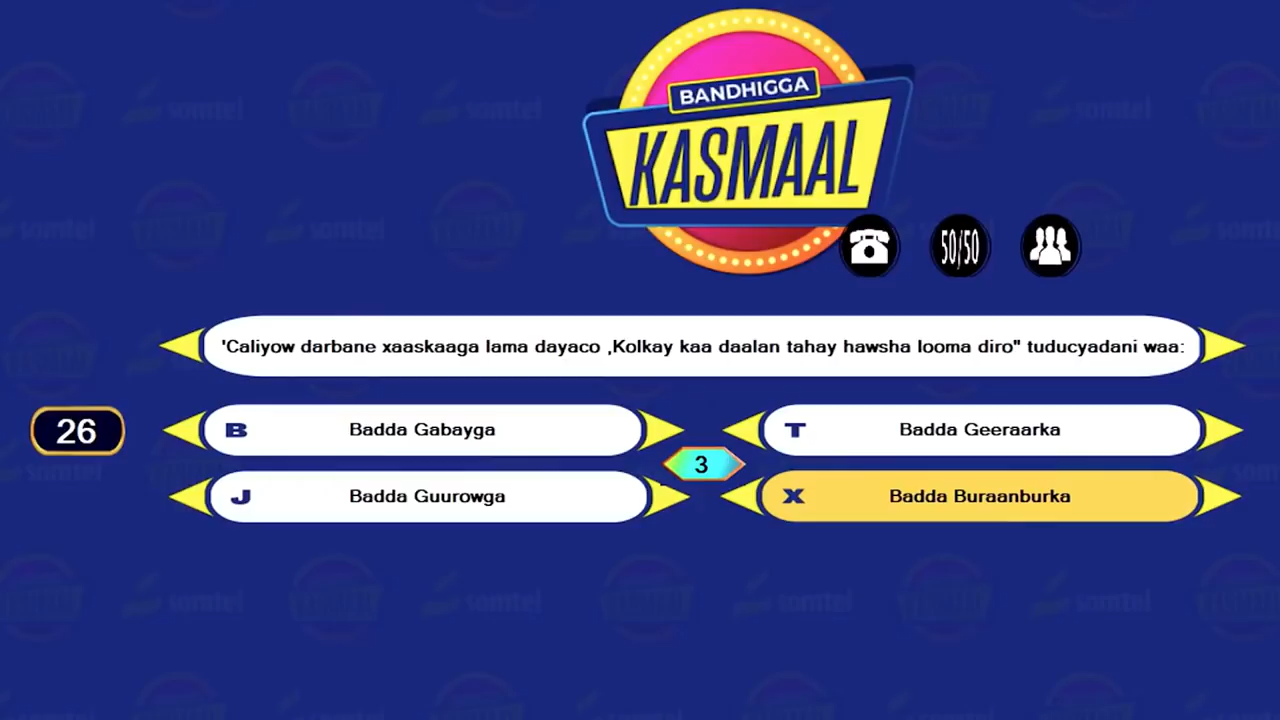 BANDHIGGA
KASMAAL
50/50
'Caliyow darbane xaaskaaga lama dayaco ,Kolkay kaa daalan tahay hawsha looma diro" tuducyadani waa:
26
B Badda Gabayga
T Badda Geeraarka
3
J Badda Guurowga
X Badda Buraanburka
somtel